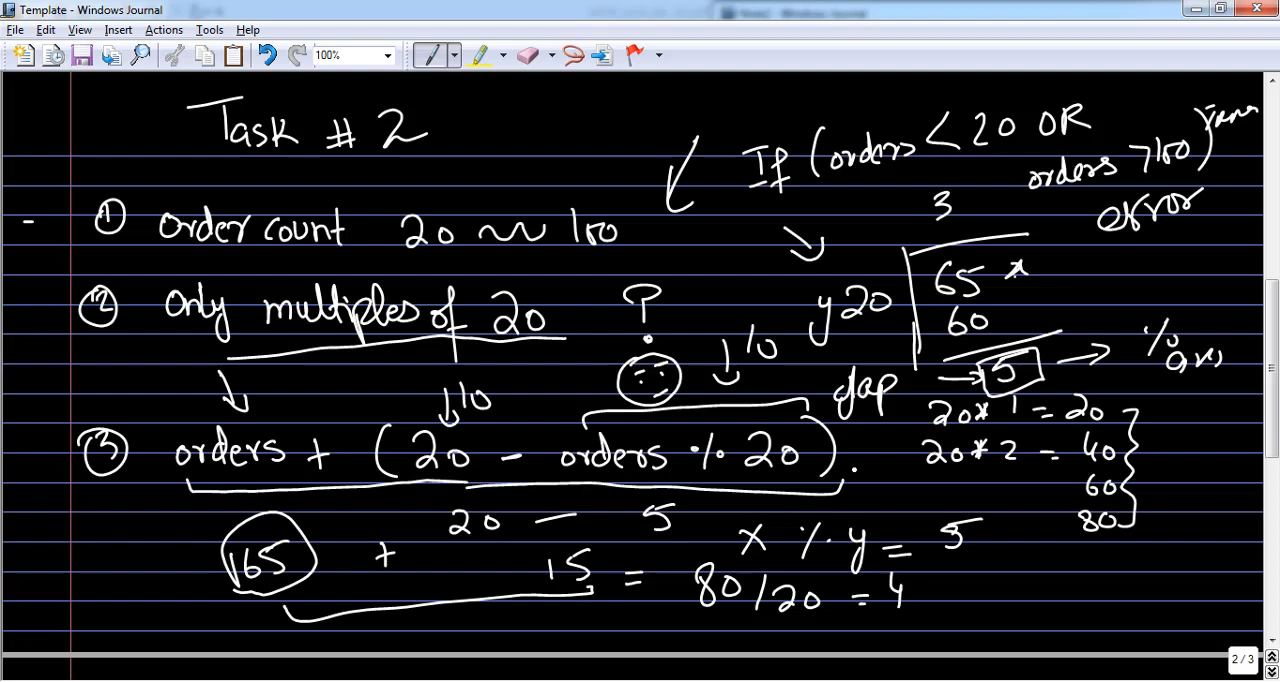 Template - Windows Journal
File Edit View Insert Actions Tools Help
100%
Task # 2
If (orders < 20 OR
orders > 100)
error
① order count 20 ~~ 100
② Only multiples of 20 ?
y 20
3
65 *
60
5
% ans
gap
10
10
③ orders + (20 - orders % 20).
20 * 1 = 20
20 * 2 = 40
60
80
20 - 5
65 + 15 = 80 / 20 = 4
x % y = 5
2 / 3